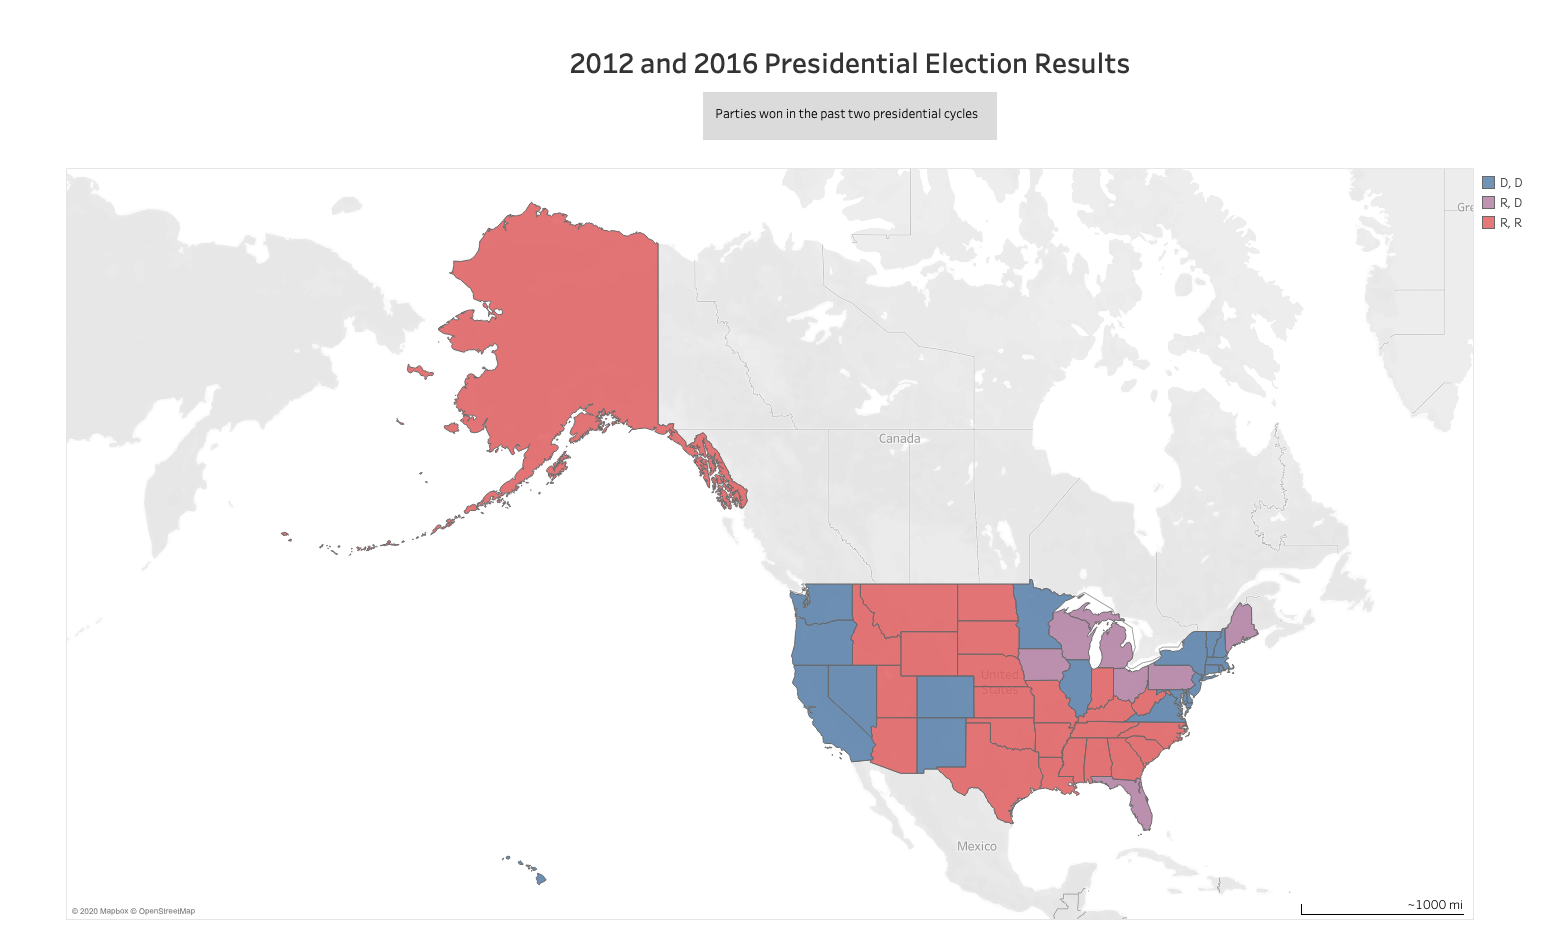 2012 and 2016 Presidential Election Results
Parties won in the past two presidential cycles
D, D
R, D
R, R
Gre
Canada
United
States
Mexico
~1000 mi
© 2020 Mapbox © OpenStreetMap